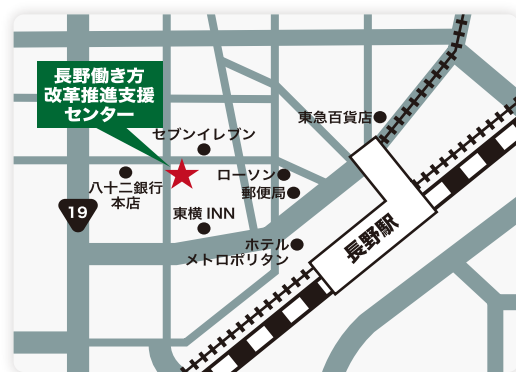 長野働き方
改革推進支援
センター
東急百貨店
セブンイレブン
ローソン
八十二銀行
本店
郵便局
19
東横 INN
ホテル
メトロポリタン
長野駅